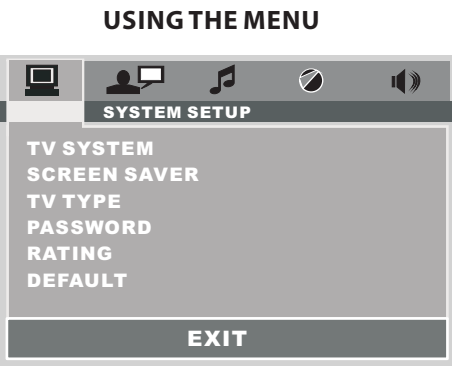 USING THE MENU
SYSTEM SETUP
TV SYSTEM
SCREEN SAVER
TV TYPE
PASSWORD
RATING
DEFAULT
EXIT